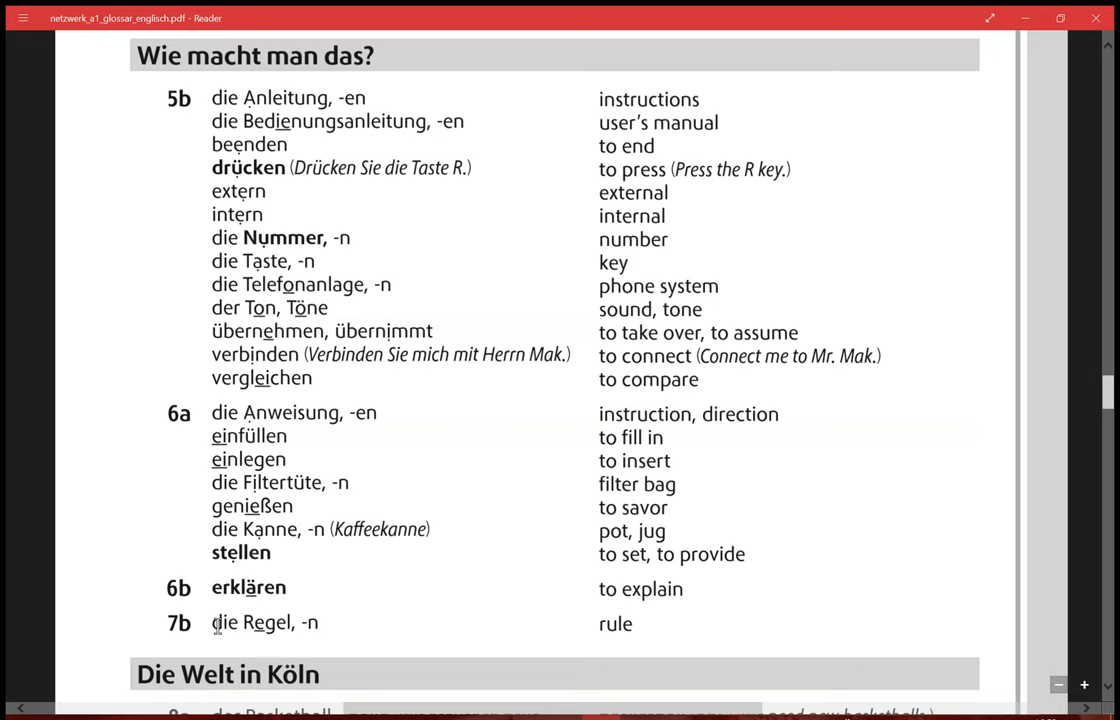 netzwerk_a1_glossar_englisch.pdf - Reader
Wie macht man das?
5b die Anleitung, -en instructions
die Bedienungsanleitung, -en user's manual
beenden to end
drücken (Drücken Sie die Taste R.) to press (Press the R key.)
extern external
intern internal
die Nummer, -n number
die Taste, -n key
die Telefonanlage, -n phone system
der Ton, Töne sound, tone
übernehmen, übernimmt to take over, to assume
verbinden (Verbinden Sie mich mit Herrn Mak.) to connect (Connect me to Mr. Mak.)
vergleichen to compare
6a die Anweisung, -en instruction, direction
einfüllen to fill in
einlegen to insert
die Filtertüte, -n filter bag
genießen to savor
die Kanne, -n (Kaffeekanne) pot, jug
stellen to set, to provide
6b erklären to explain
7b die Regel, -n rule
Die Welt in Köln